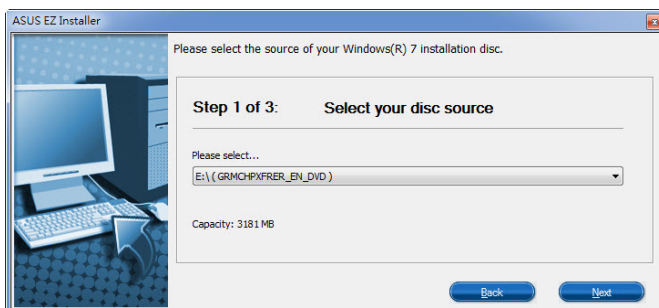 ASUS EZ Installer
Please select the source of your Windows(R) 7 installation disc.
Step 1 of 3: Select your disc source
Please select...
E:\ ( GRMCHPXFRER_EN_DVD )
Capacity: 3181 MB
Back Next